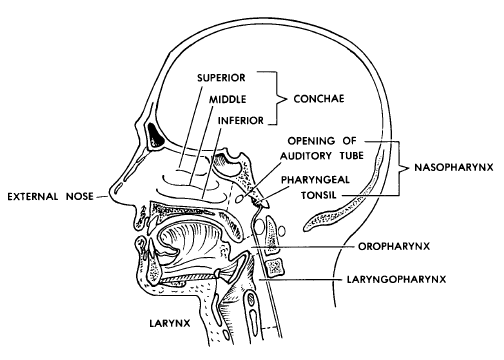 SUPERIOR
MIDDLE
INFERIOR
CONCHAE
OPENING OF
AUDITORY TUBE
PHARYNGEAL
TONSIL
NASOPHARYNX
EXTERNAL NOSE
OROPHARYNX
LARYNGOPHARYNX
LARYNX